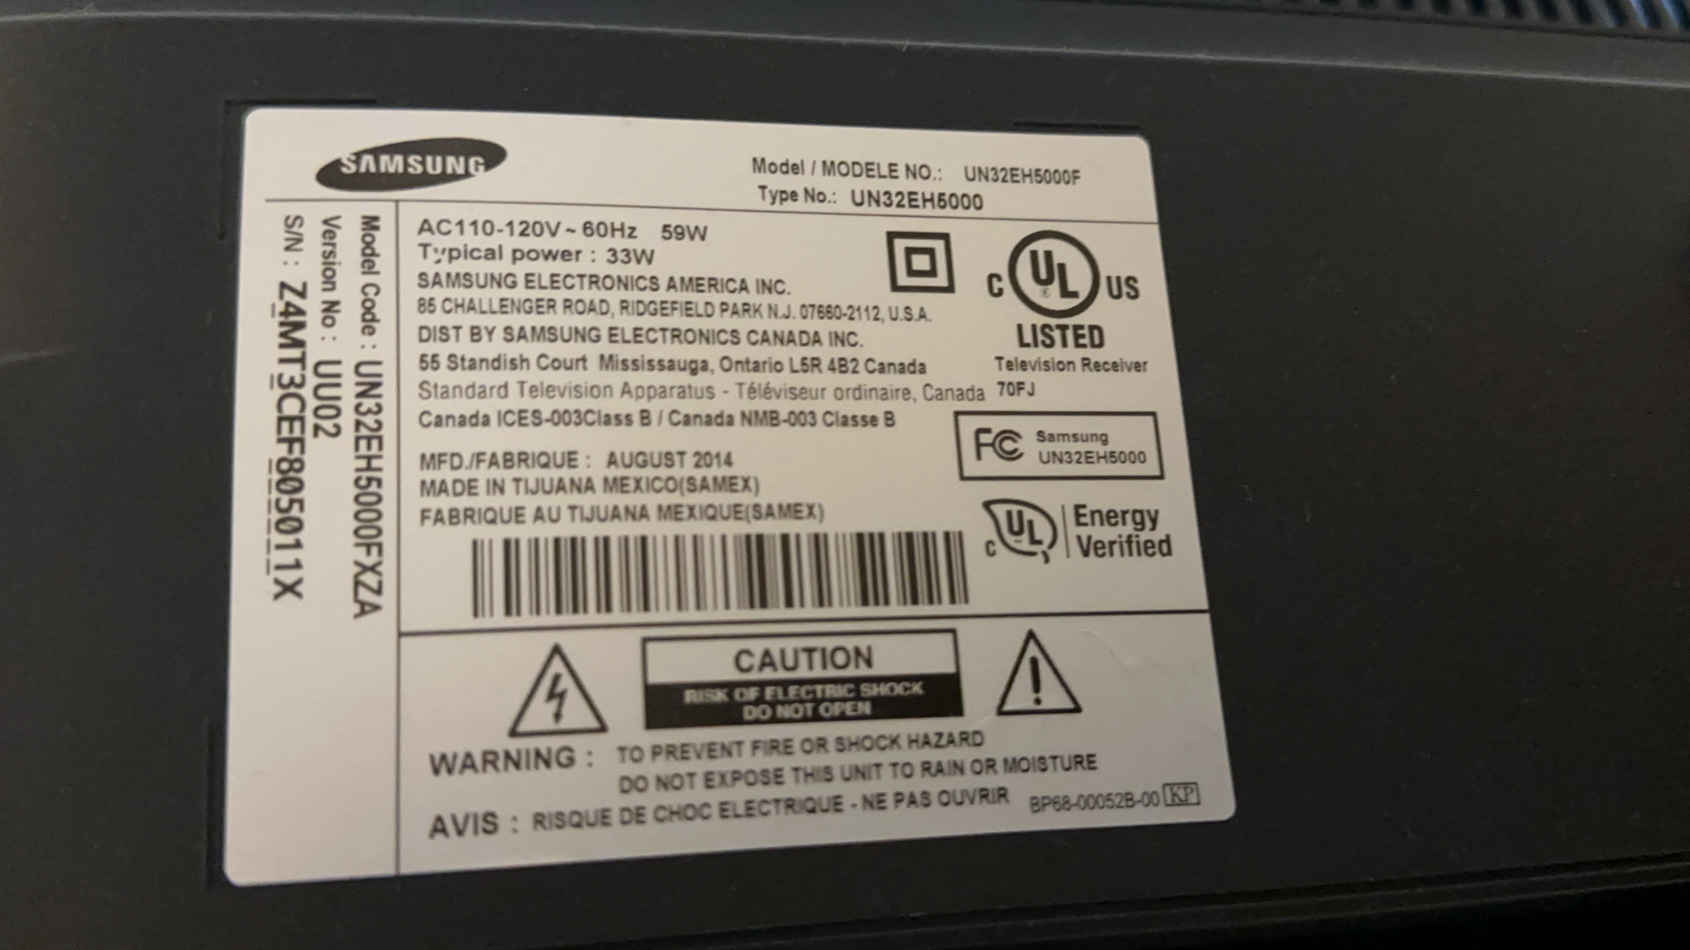 SAMSUNG
Model / MODELE NO.: UN32EH5000F
Type No.: UN32EH5000
Model Code : UN32EH5000FXZA
Version No : UU02
S/N : Z4MT3CEF805011X
AC110-120V~60Hz 59W
Typical power : 33W
SAMSUNG ELECTRONICS AMERICA INC.
85 CHALLENGER ROAD, RIDGEFIELD PARK N.J. 07660-2112, U.S.A.
DIST BY SAMSUNG ELECTRONICS CANADA INC.
55 Standish Court Mississauga, Ontario L5R 4B2 Canada
Standard Television Apparatus - Téléviseur ordinaire, Canada
Canada ICES-003Class B / Canada NMB-003 Classe B
MFD./FABRIQUE : AUGUST 2014
MADE IN TIJUANA MEXICO(SAMEX)
FABRIQUE AU TIJUANA MEXIQUE(SAMEX)
C UL US
LISTED
Television Receiver
70FJ
FC Samsung
UN32EH5000
C UL Energy
Verified
CAUTION
RISK OF ELECTRIC SHOCK
DO NOT OPEN
WARNING : TO PREVENT FIRE OR SHOCK HAZARD
DO NOT EXPOSE THIS UNIT TO RAIN OR MOISTURE
AVIS : RISQUE DE CHOC ELECTRIQUE - NE PAS OUVRIR
BP68-00052B-00 KP